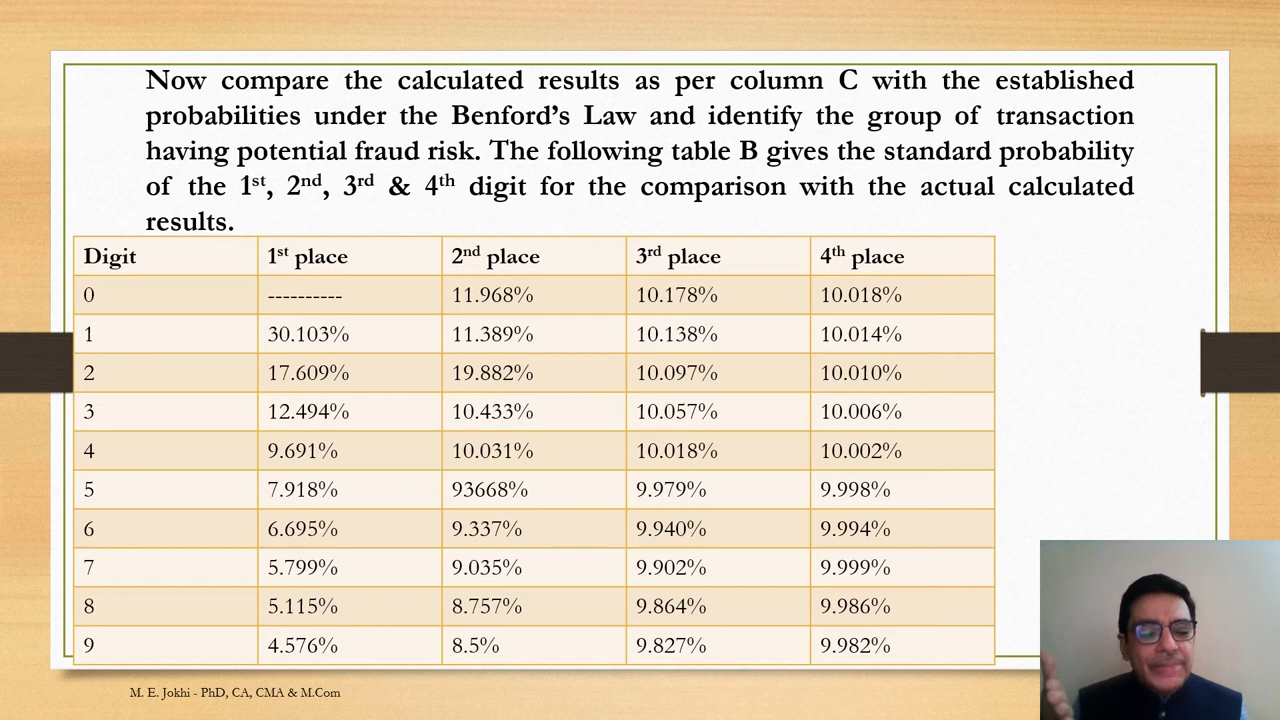 Now compare the calculated results as per column C with the established
probabilities under the Benford’s Law and identify the group of transaction
having potential fraud risk. The following table B gives the standard probability
of the 1st, 2nd, 3rd & 4th digit for the comparison with the actual calculated
results.
Digit 1st place 2nd place 3rd place 4th place
0 ---------- 11.968% 10.178% 10.018%
1 30.103% 11.389% 10.138% 10.014%
2 17.609% 19.882% 10.097% 10.010%
3 12.494% 10.433% 10.057% 10.006%
4 9.691% 10.031% 10.018% 10.002%
5 7.918% 93668% 9.979% 9.998%
6 6.695% 9.337% 9.940% 9.994%
7 5.799% 9.035% 9.902% 9.999%
8 5.115% 8.757% 9.864% 9.986%
9 4.576% 8.5% 9.827% 9.982%
M. E. Jokhi - PhD, CA, CMA & M.Com